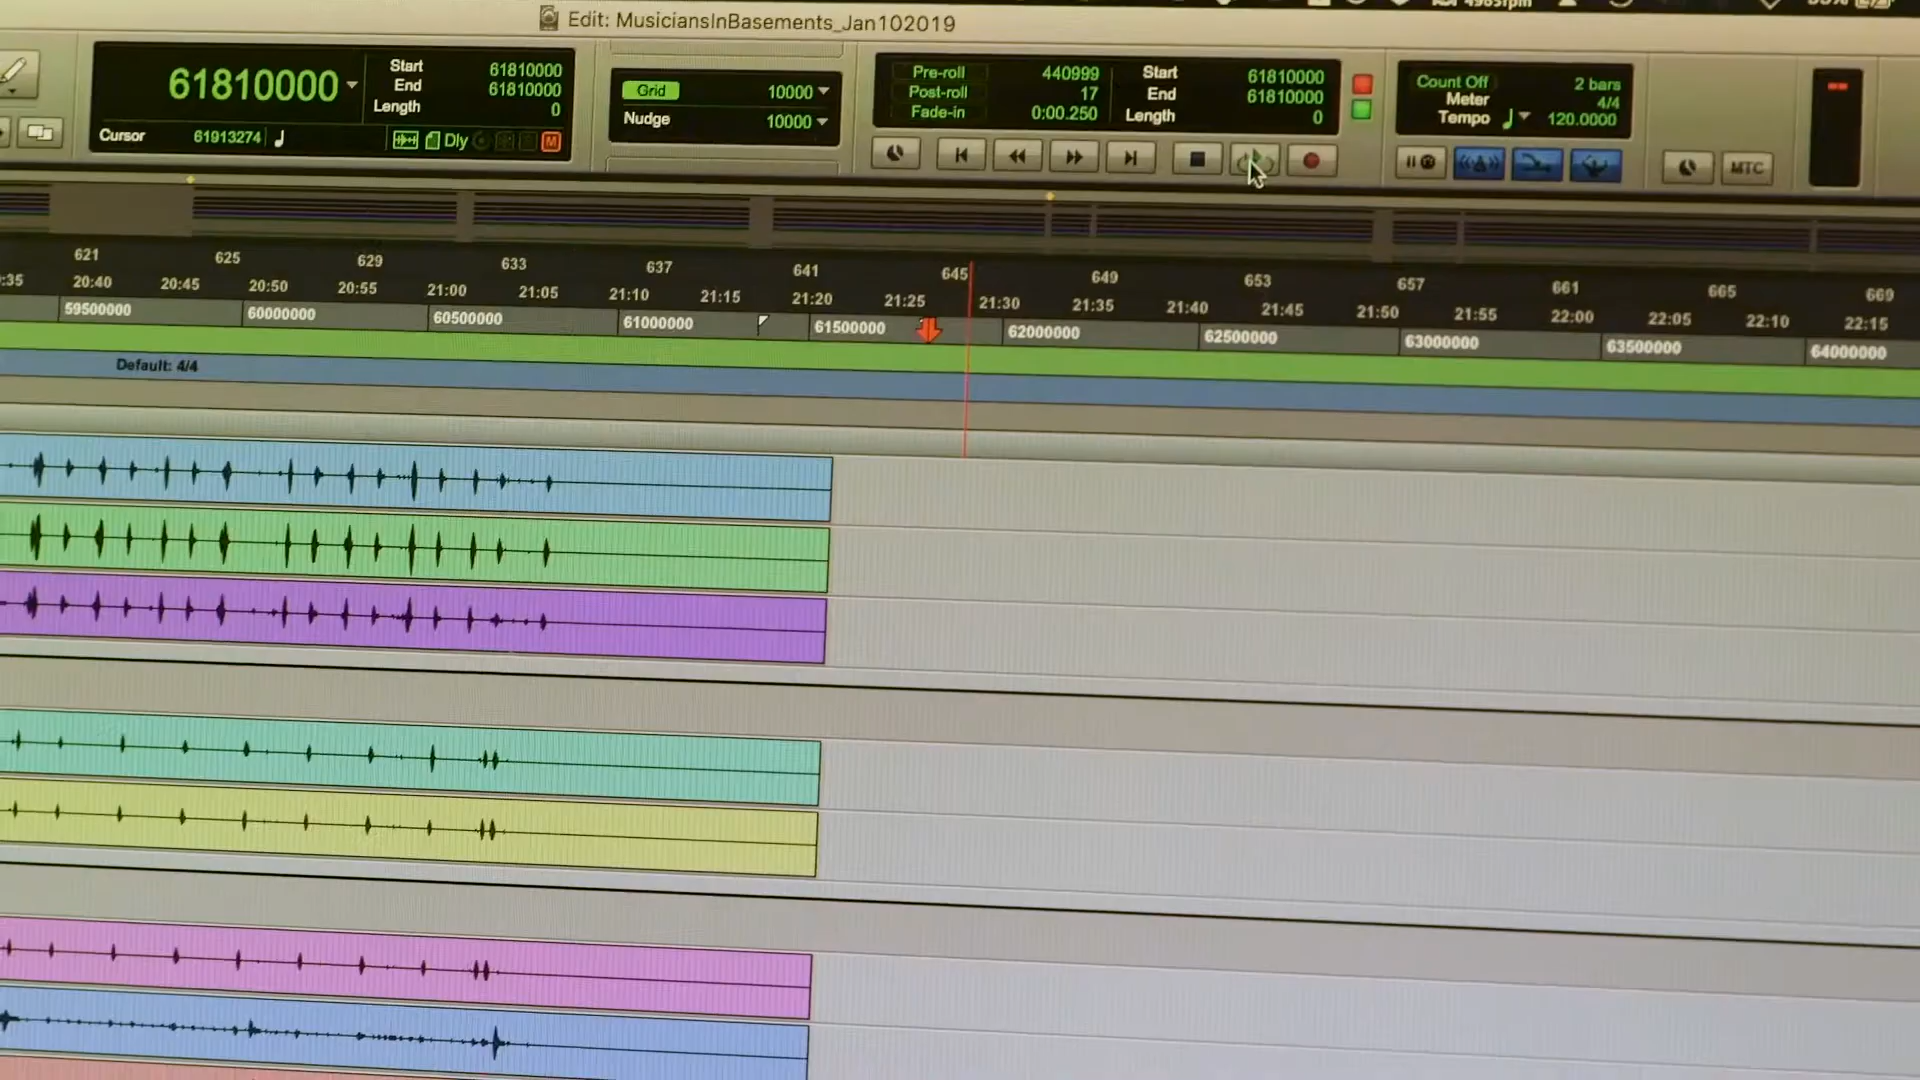 4985rpm
Edit: MusiciansInBasements_Jan102019
61810000
Start 61810000
End 61810000
Length 0
Cursor 61913274
Dly
M
Grid 10000
Nudge 10000
Pre-roll 440999
Post-roll 17
Fade-in 0:00.250
Start 61810000
End 61810000
Length 0
Count Off 2 bars
Meter 4/4
Tempo 120.0000
MTC
621 625 629 633 637 641 645 649 653 657 661 665 669
:35 20:40 20:45 20:50 20:55 21:00 21:05 21:10 21:15 21:20 21:25 21:30 21:35 21:40 21:45 21:50 21:55 22:00 22:05 22:10 22:15
59500000 60000000 60500000 61000000 61500000 62000000 62500000 63000000 63500000 64000000
Default: 4/4